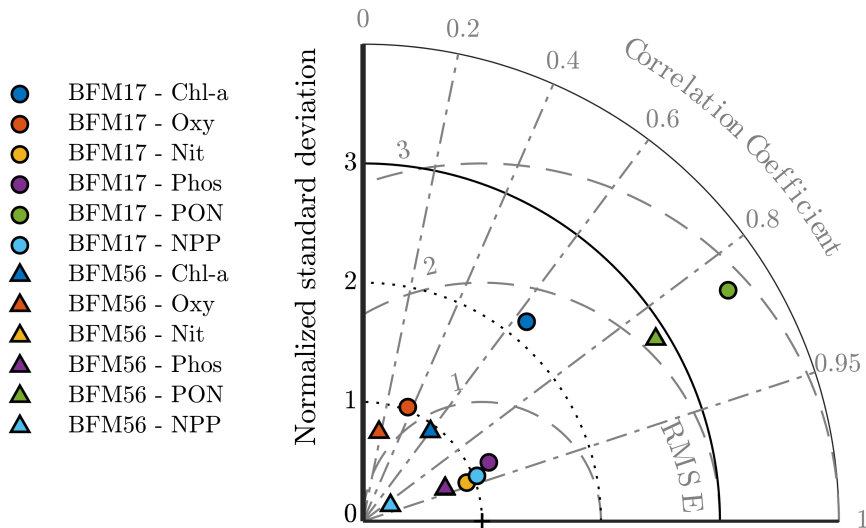 BFM17 - Chl-a
BFM17 - Oxy
BFM17 - Nit
BFM17 - Phos
BFM17 - PON
BFM17 - NPP
BFM56 - Chl-a
BFM56 - Oxy
BFM56 - Nit
BFM56 - Phos
BFM56 - PON
BFM56 - NPP
Normalized standard deviation
3
2
1
0
0
0.2
0.4
0.6
0.8
0.95
1
Correlation Coefficient
3
2
1
RMSE